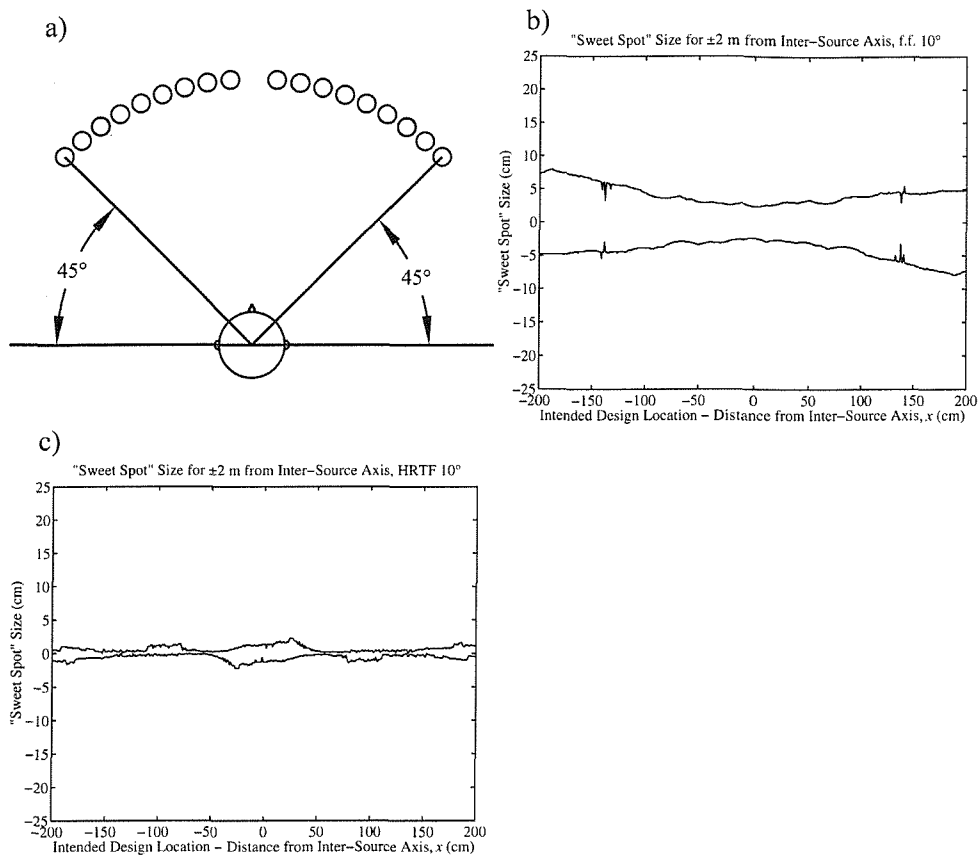 a)
45°
45°
b)
"Sweet Spot" Size for ±2 m from Inter−Source Axis, f.f. 10°
25
20
15
10
5
0
−5
−10
−15
−20
−25
"Sweet Spot" Size (cm)
−200 −150 −100 −50 0 50 100 150 200
Intended Design Location − Distance from Inter−Source Axis, x (cm)
c)
"Sweet Spot" Size for ±2 m from Inter−Source Axis, HRTF 10°
25
20
15
10
5
0
−5
−10
−15
−20
−25
"Sweet Spot" Size (cm)
−200 −150 −100 −50 0 50 100 150 200
Intended Design Location − Distance from Inter−Source Axis, x (cm)